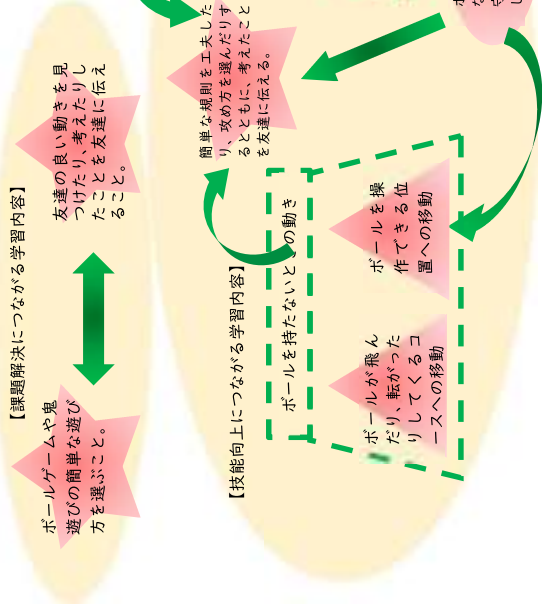 【課題解決につながる学習内容】
ボールゲームや鬼
遊びの簡単な遊び
方を選ぶこと。
友達の良い動きを見
つけたり、考えたりし
たことを友達に伝え
ること。
【技能向上につながる学習内容】
ボールを持たないと の動き
ボールが飛ん
だり、転がった
りしてくるコ
ースへの移動
ボールを操
作できる位
置への移動
簡単な規則を工夫した
り、攻め方を選んだりす
るとともに、考えたこと
を友達に伝える。